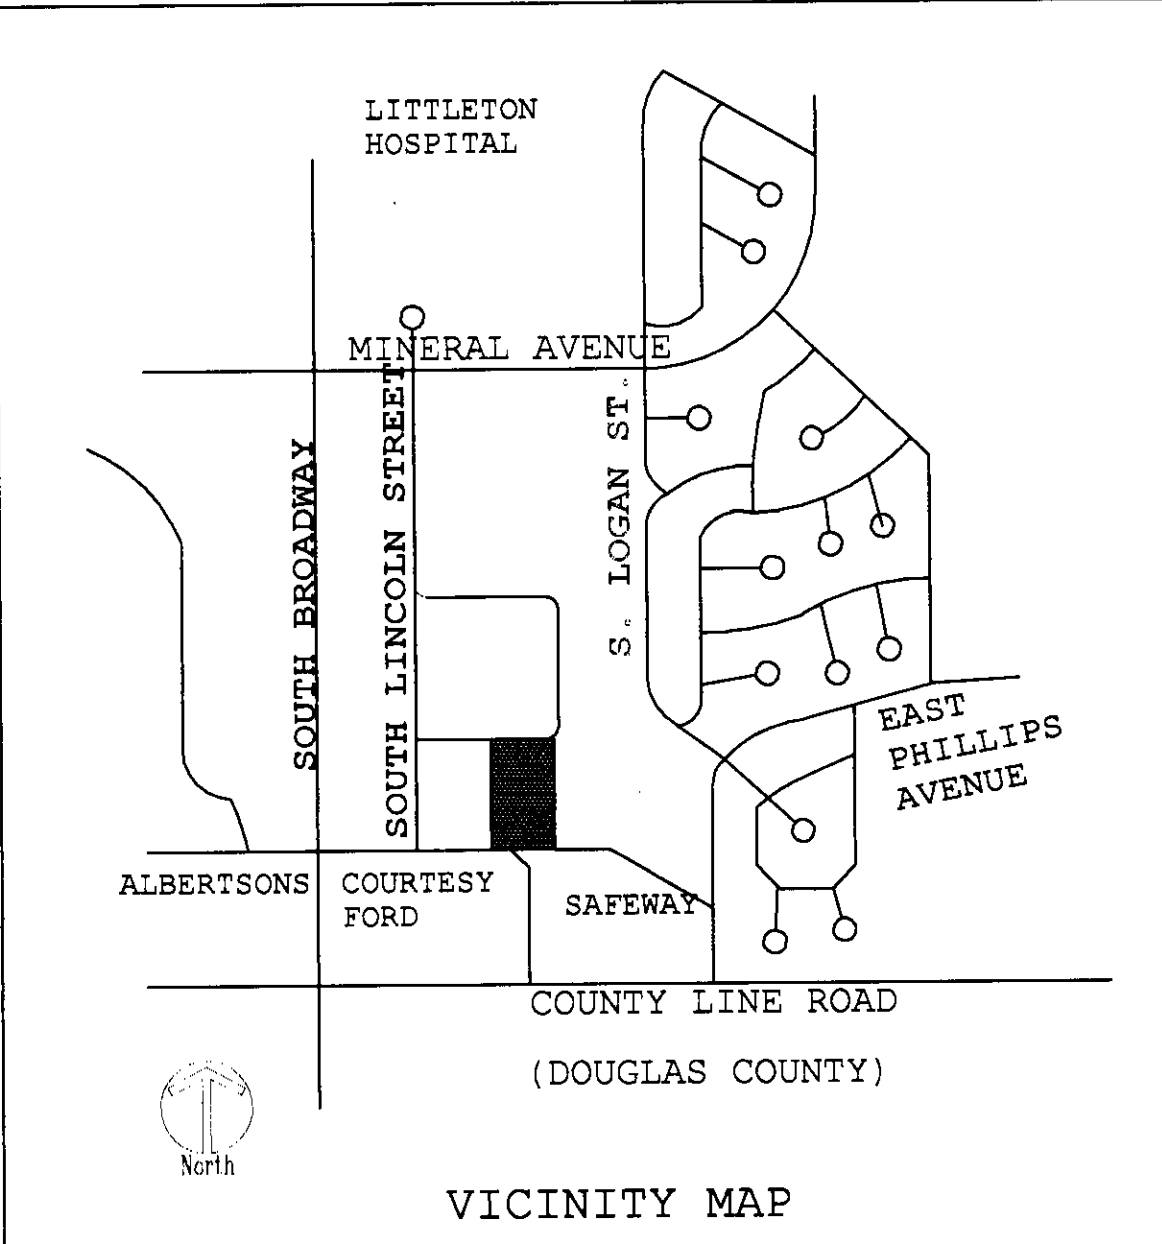 LITTLETON
HOSPITAL
MINERAL AVENUE
SOUTH BROADWAY
SOUTH LINCOLN STREET
S. LOGAN ST.
EAST
PHILLIPS
AVENUE
ALBERTSONS
COURTESY
FORD
SAFEWAY
COUNTY LINE ROAD
(DOUGLAS COUNTY)
North
VICINITY MAP